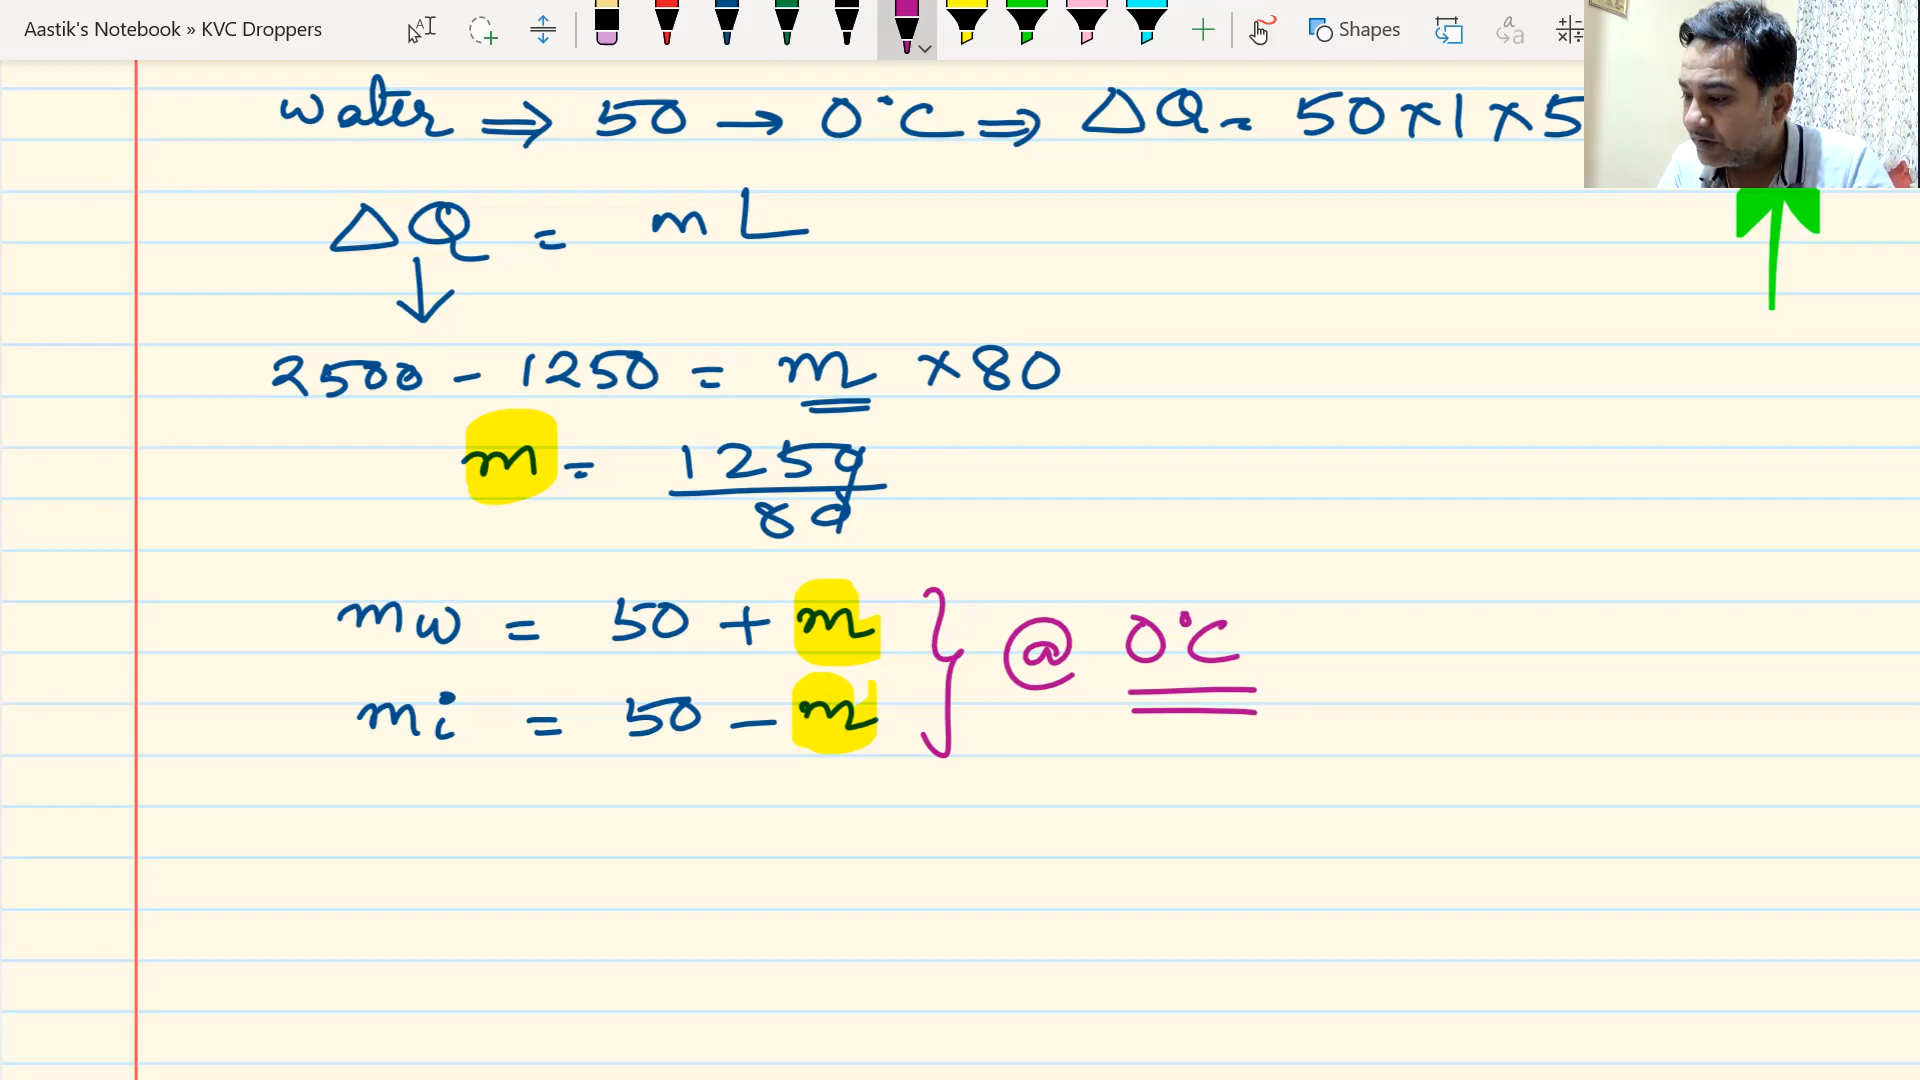 Aastik's Notebook » KVC Droppers
Shapes
water ⇒ 50 → 0°C ⇒ ΔQ = 50×1×5
ΔQ = mL
↓
2500 - 1250 = m × 80
m = 1250/80
mw = 50 + m
mi = 50 - m
} @ 0°C